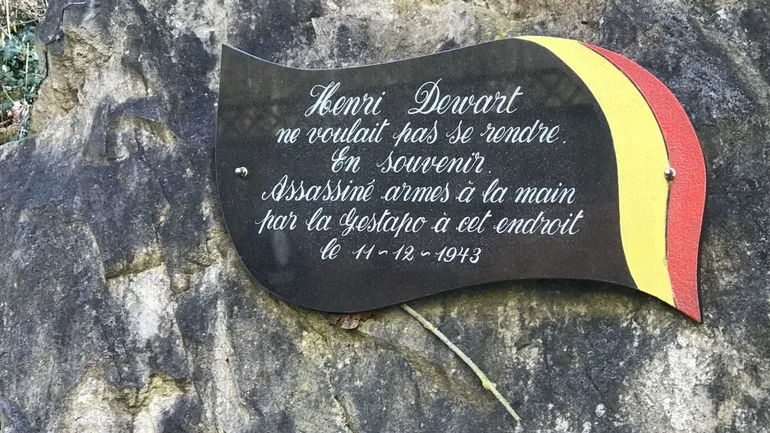 Henri Dewart
ne voulait pas se rendre.
En souvenir.
Assassiné armes à la main
par la Gestapo à cet endroit
le 11-12-1943